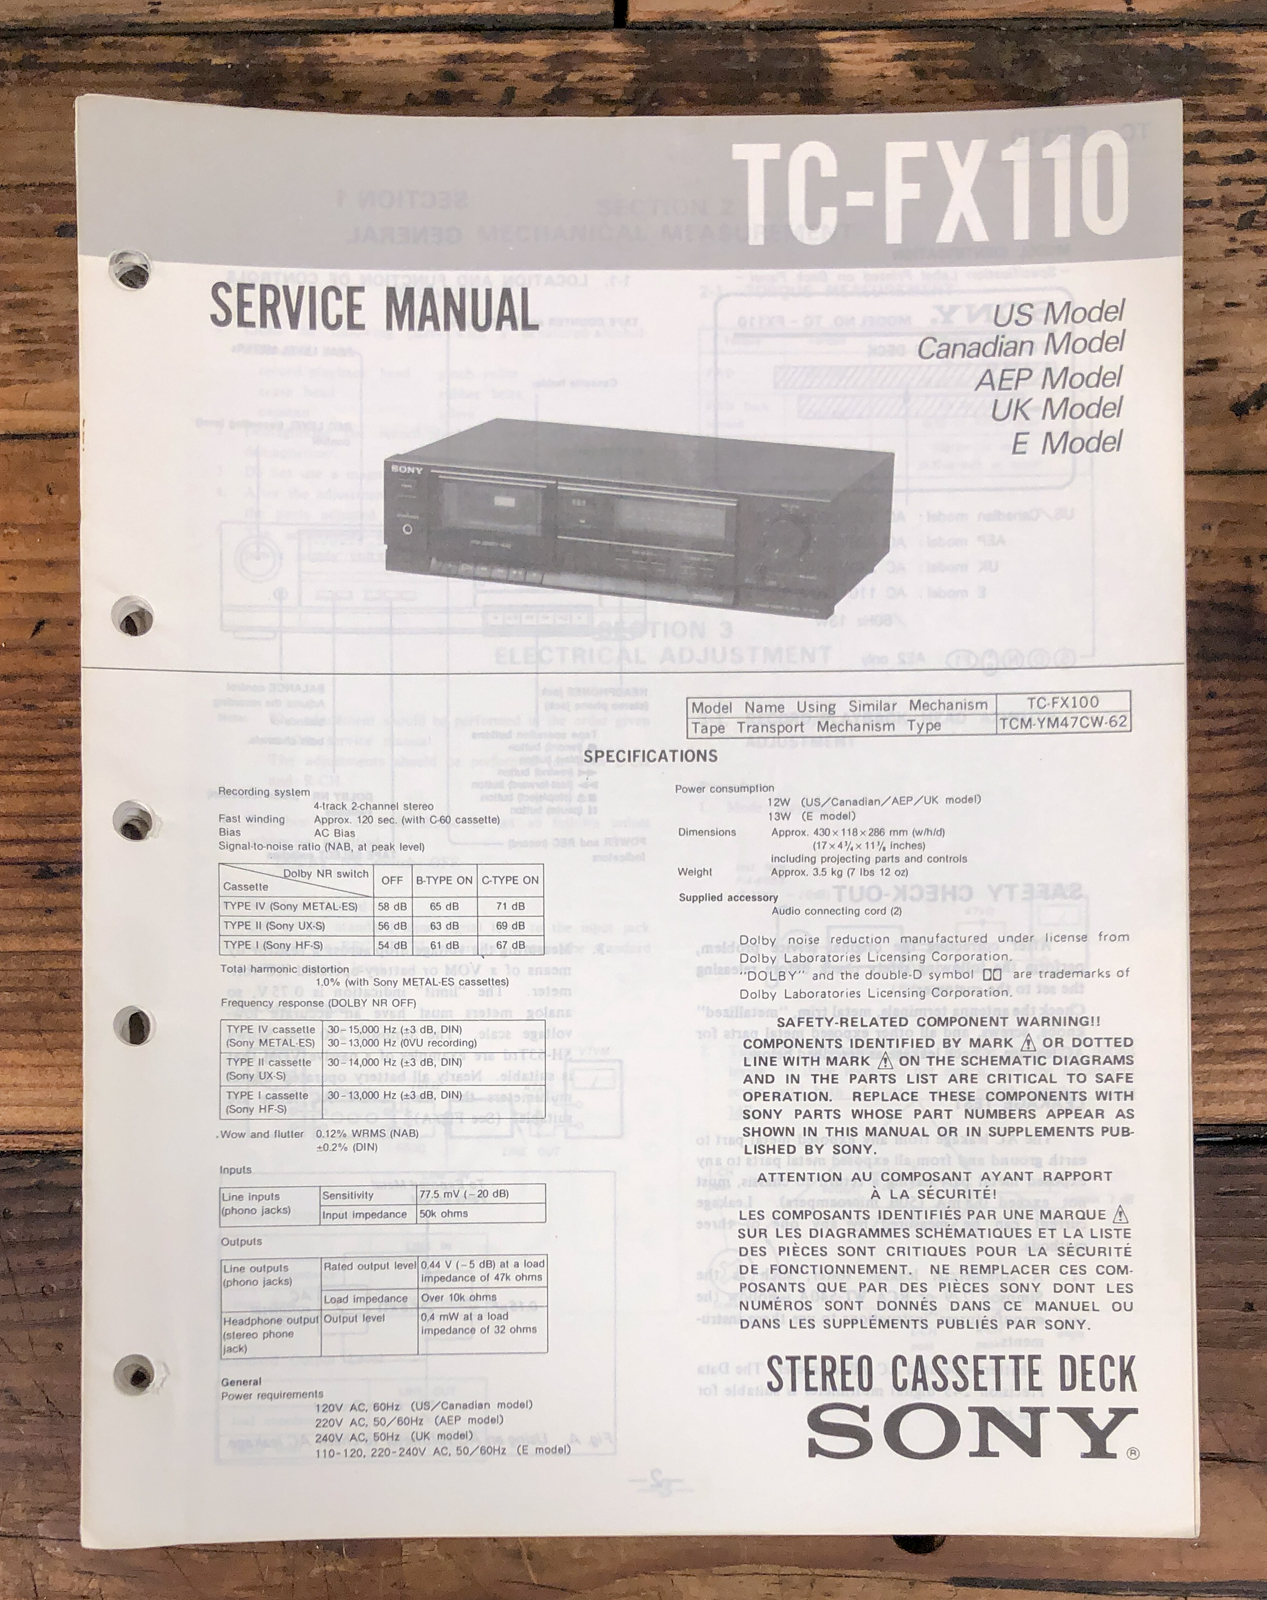 TC-FX110
SERVICE MANUAL
US Model
Canadian Model
AEP Model
UK Model
E Model
SONY
Model Name Using Similar Mechanism TC-FX100
Tape Transport Mechanism Type TCM-YM47CW-62
SPECIFICATIONS
Recording system
4-track 2-channel stereo
Fast winding Approx. 120 sec. (with C-60 cassette)
Bias AC Bias
Signal-to-noise ratio (NAB, at peak level)
Dolby NR switch
Cassette OFF B-TYPE ON C-TYPE ON
TYPE IV (Sony METAL-ES) 58 dB 65 dB 71 dB
TYPE II (Sony UX-S) 56 dB 63 dB 69 dB
TYPE I (Sony HF-S) 54 dB 61 dB 67 dB
Total harmonic distortion
1.0% (with Sony METAL-ES cassettes)
Frequency response (DOLBY NR OFF)
TYPE IV cassette 30–15,000 Hz (±3 dB, DIN)
(Sony METAL-ES) 30–13,000 Hz (0VU recording)
TYPE II cassette 30–14,000 Hz (±3 dB, DIN)
(Sony UX-S)
TYPE I cassette 30–13,000 Hz (±3 dB, DIN)
(Sony HF-S)
Wow and flutter 0.12% WRMS (NAB)
±0.2% (DIN)
Inputs
Line inputs Sensitivity 77.5 mV (−20 dB)
(phono jacks) Input impedance 50k ohms
Outputs
Line outputs Rated output level 0.44 V (−5 dB) at a load
(phono jacks) impedance of 47k ohms
Load impedance Over 10k ohms
Headphone output Output level 0.4 mW at a load
(stereo phone impedance of 32 ohms
jack)
General
Power requirements
120V AC, 60Hz (US/Canadian model)
220V AC, 50/60Hz (AEP model)
240V AC, 50Hz (UK model)
110-120, 220-240V AC, 50/60Hz (E model)
Power consumption
12W (US/Canadian/AEP/UK model)
13W (E model)
Dimensions Approx. 430×118×286 mm (w/h/d)
(17×4 3/4×11 3/8 inches)
including projecting parts and controls
Weight Approx. 3.5 kg (7 lbs 12 oz)
Supplied accessory
Audio connecting cord (2)
Dolby noise reduction manufactured under license from
Dolby Laboratories Licensing Corporation.
"DOLBY" and the double-D symbol are trademarks of
Dolby Laboratories Licensing Corporation.
SAFETY-RELATED COMPONENT WARNING!!
COMPONENTS IDENTIFIED BY MARK ⚠ OR DOTTED
LINE WITH MARK ⚠ ON THE SCHEMATIC DIAGRAMS
AND IN THE PARTS LIST ARE CRITICAL TO SAFE
OPERATION. REPLACE THESE COMPONENTS WITH
SONY PARTS WHOSE PART NUMBERS APPEAR AS
SHOWN IN THIS MANUAL OR IN SUPPLEMENTS PUB-
LISHED BY SONY.
ATTENTION AU COMPOSANT AYANT RAPPORT
À LA SÉCURITÉ!
LES COMPOSANTS IDENTIFIÉS PAR UNE MARQUE ⚠
SUR LES DIAGRAMMES SCHÉMATIQUES ET LA LISTE
DES PIÈCES SONT CRITIQUES POUR LA SÉCURITÉ
DE FONCTIONNEMENT. NE REMPLACER CES COM-
POSANTS QUE PAR DES PIÈCES SONY DONT LES
NUMÉROS SONT DONNÉS DANS CE MANUEL OU
DANS LES SUPPLÉMENTS PUBLIÉS PAR SONY.
STEREO CASSETTE DECK
SONY®